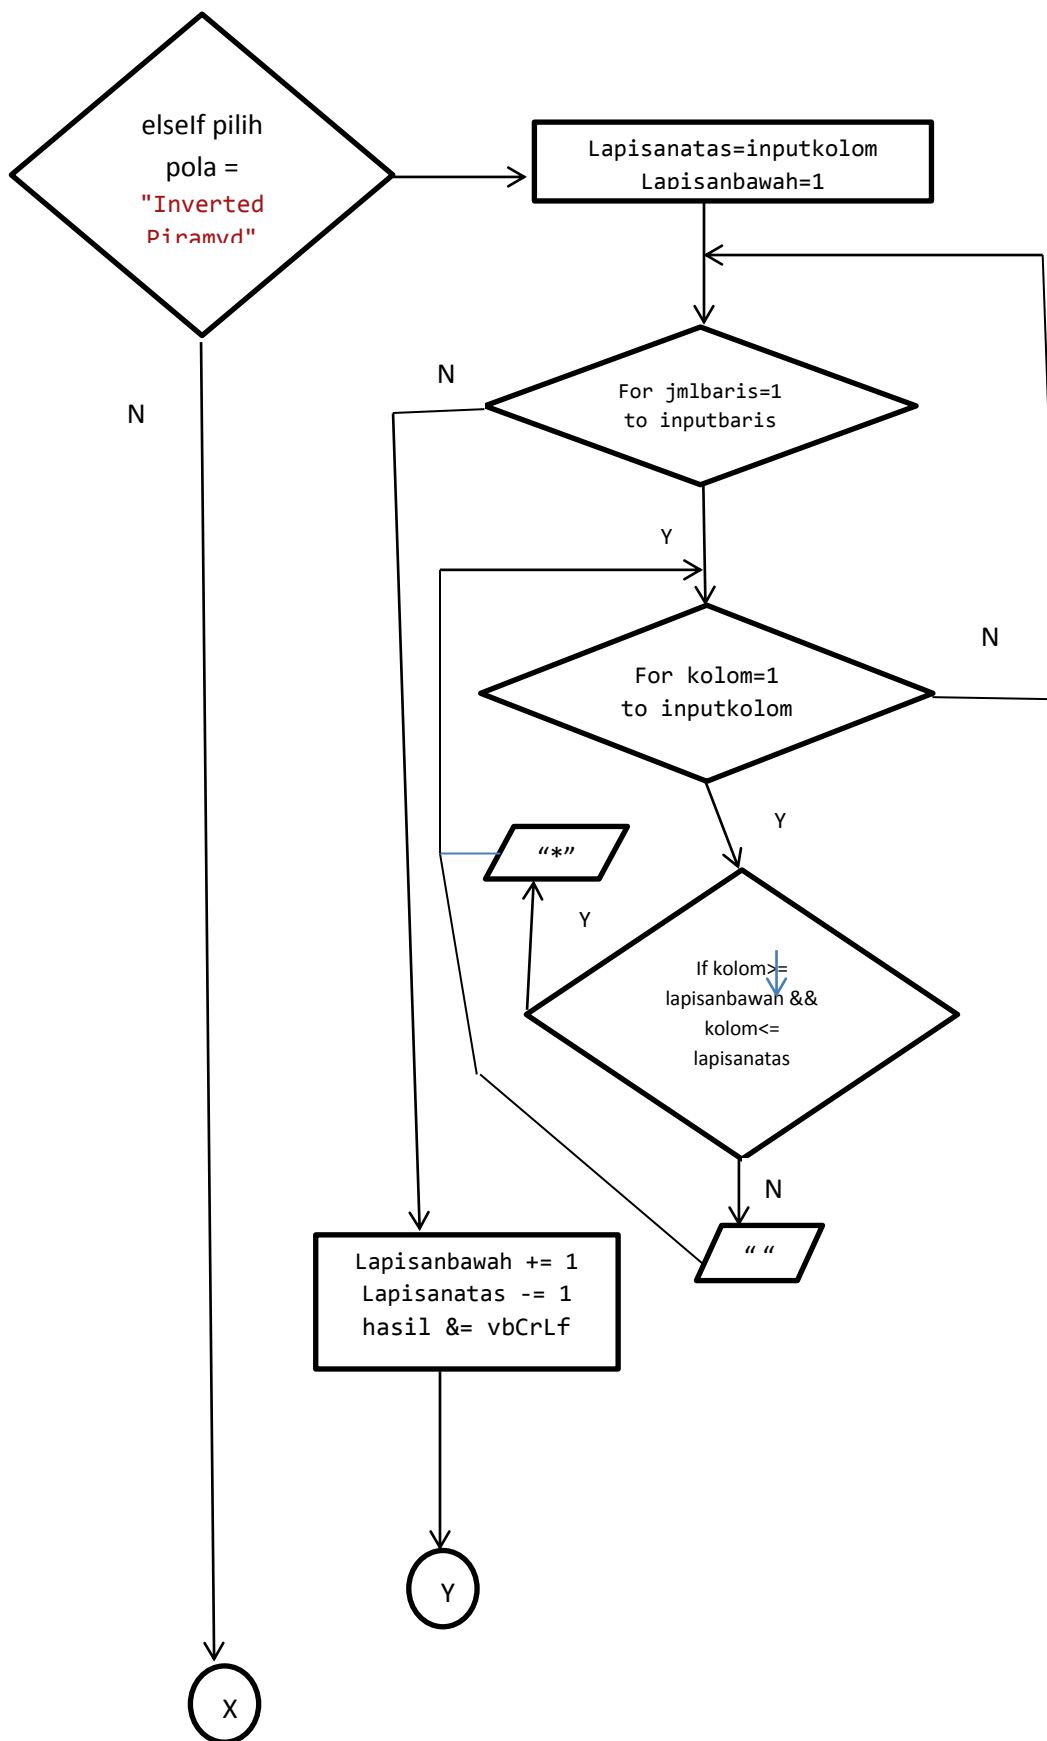 elseIf pilih
pola =
"Inverted
Piramyd"
Lapisanatas=inputkolom
Lapisanbawah=1
N
For jmlbaris=1
to inputbaris
N
Y
For kolom=1
to inputkolom
N
Y
“*”
Y
If kolom>=
lapisanbawah &&
kolom<=
lapisanatas
N
“ “
Lapisanbawah += 1
Lapisanatas -= 1
hasil &= vbCrLf
Y
X